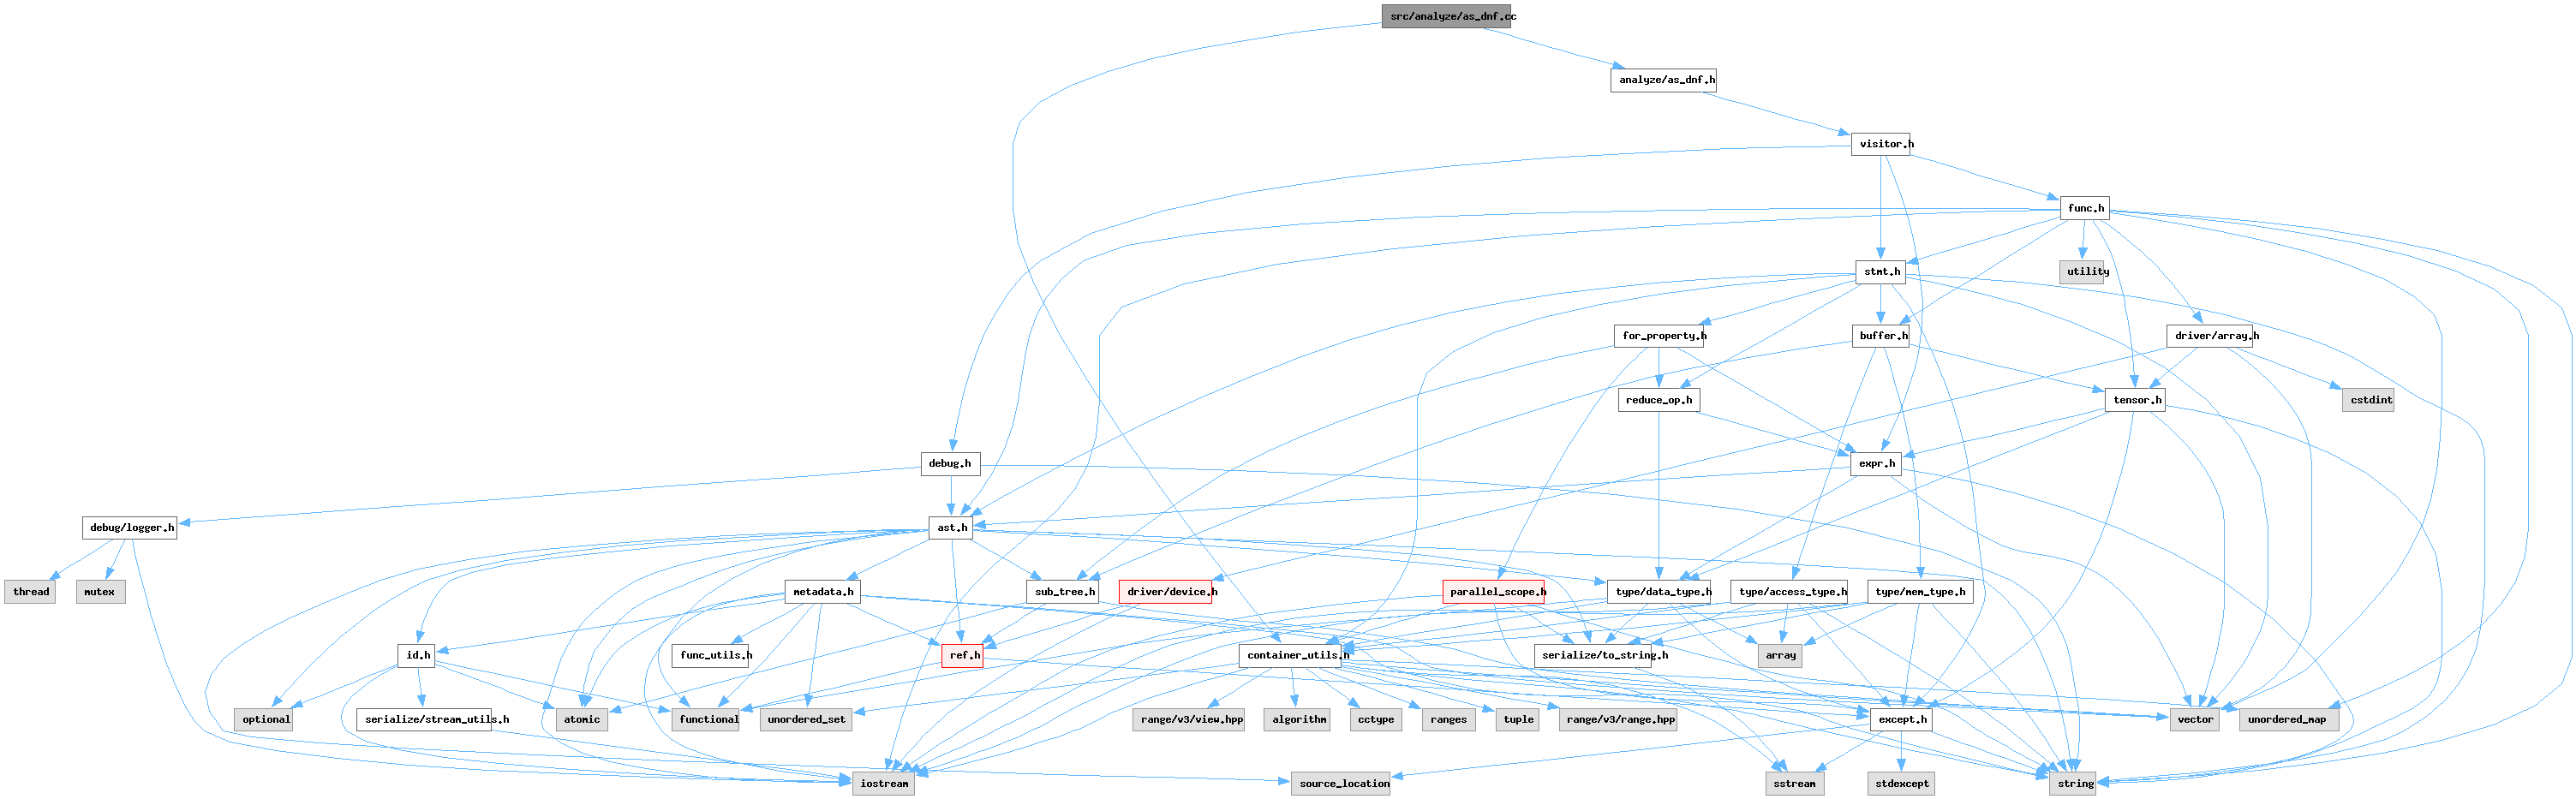 src/analyze/as_dnf.cc
analyze/as_dnf.h
visitor.h
func.h
stmt.h
utility
for_property.h
buffer.h
driver/array.h
reduce_op.h
tensor.h
cstdint
debug.h
expr.h
debug/logger.h
ast.h
thread
mutex
metadata.h
sub_tree.h
driver/device.h
parallel_scope.h
type/data_type.h
type/access_type.h
type/mem_type.h
id.h
func_utils.h
ref.h
container_utils.h
serialize/to_string.h
array
optional
serialize/stream_utils.h
atomic
functional
unordered_set
range/v3/view.hpp
algorithm
cctype
ranges
tuple
range/v3/range.hpp
except.h
vector
unordered_map
iostream
source_location
sstream
stdexcept
string